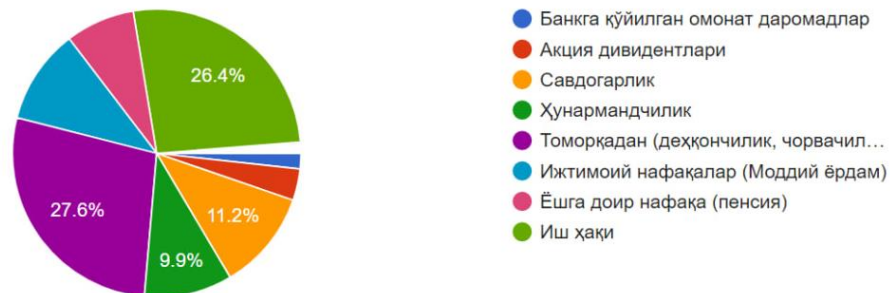 26.4%
27.6%
11.2%
9.9%
Банкга қўйилган омонат даромадлар
Акция дивидентлари
Савдогарлик
Ҳунармандчилик
Томорқадан (деҳқончилик, чорвачил…
Ижтимоий нафақалар (Моддий ёрдам)
Ёшга доир нафақа (пенсия)
Иш ҳақи